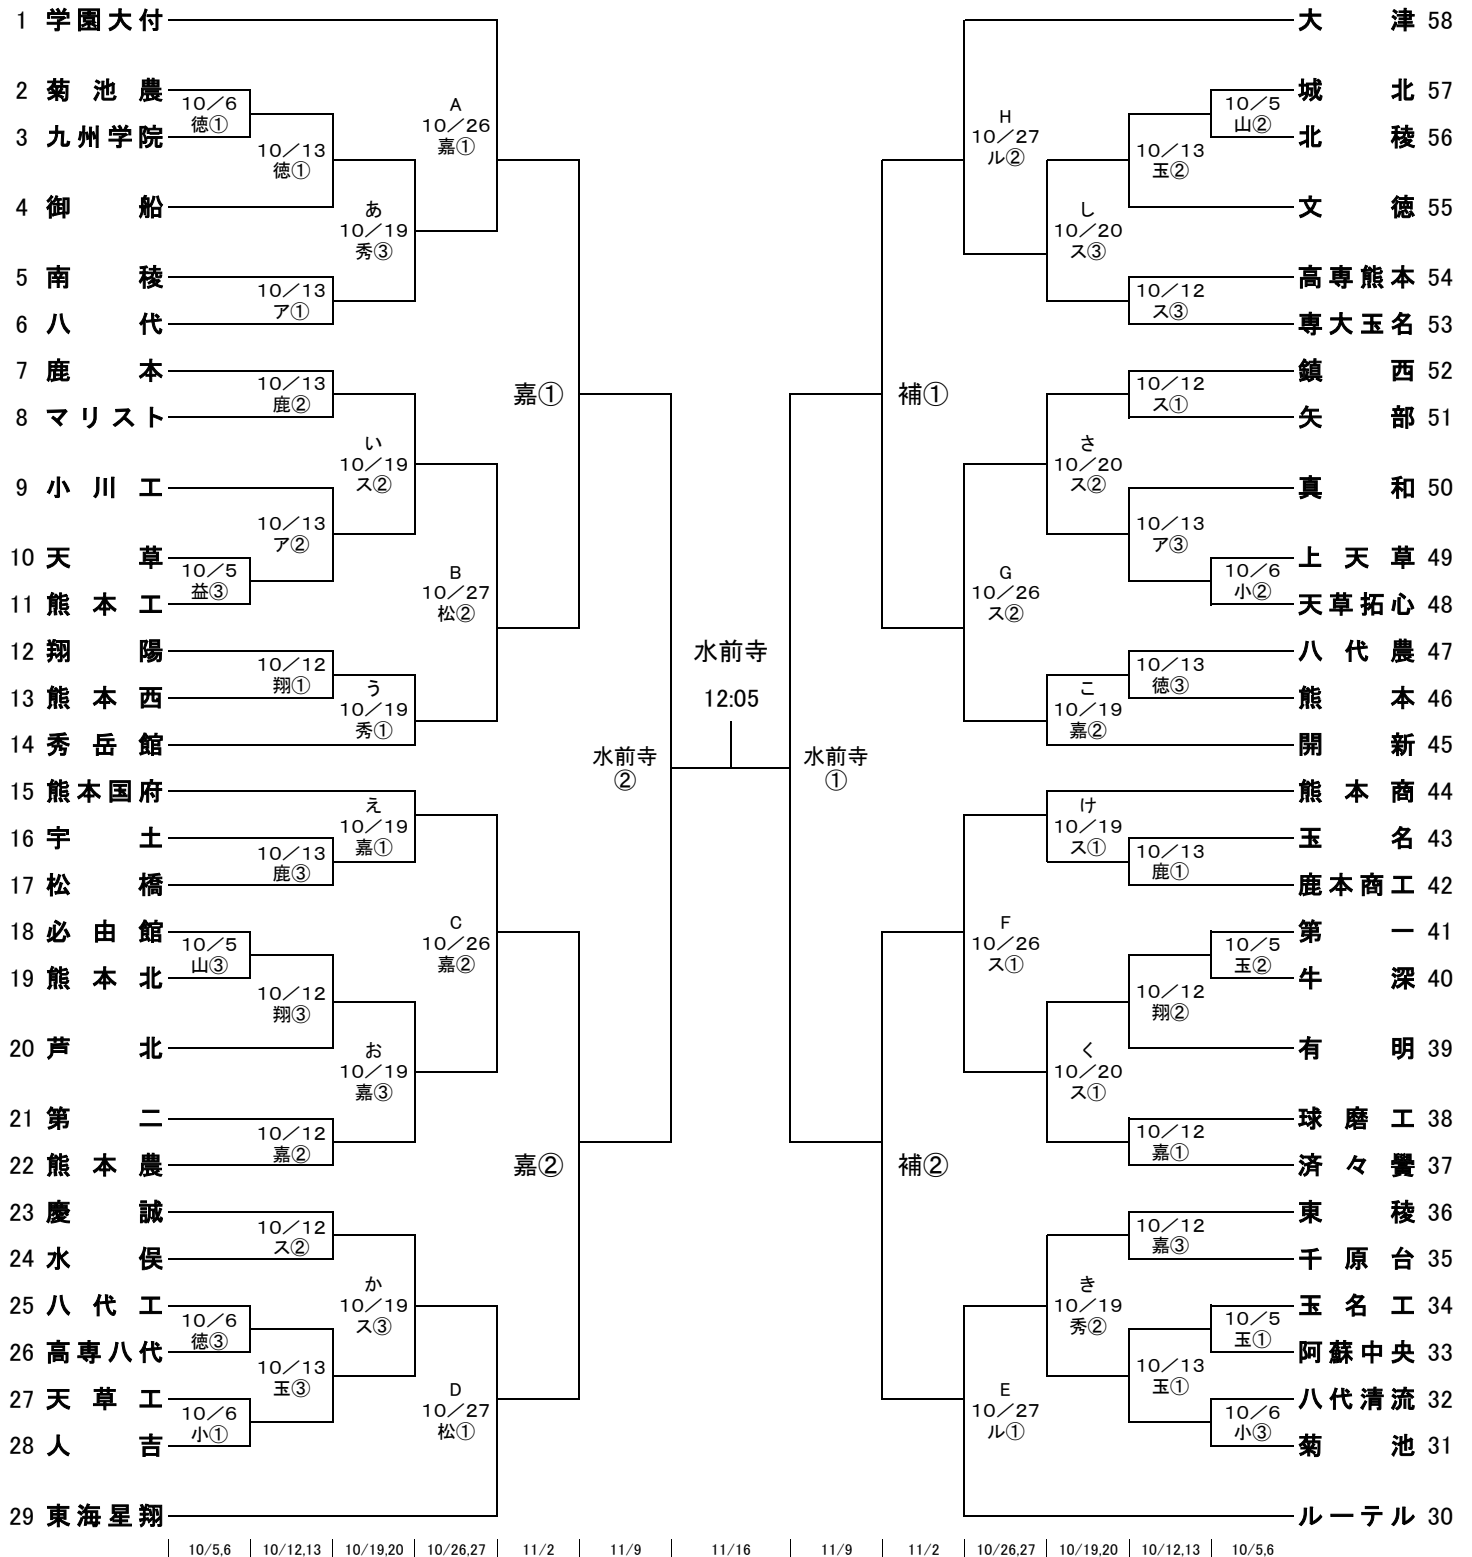 1 学園大付
2 菊池農
3 九州学院
4 御船
5 南稜
6 八代
7 鹿本
8 マリスト
9 小川工
10 天草
11 熊本工
12 翔陽
13 熊本西
14 秀岳館
15 熊本国府
16 宇土
17 松橋
18 必由館
19 熊本北
20 芦北
21 第二
22 熊本農
23 慶誠
24 水俣
25 八代工
26 高専八代
27 天草工
28 人吉
29 東海星翔
10/6
徳①
10/5
益③
10/5
山③
10/6
徳③
10/6
小①
10/13
徳①
10/13
ア①
10/13
鹿②
10/13
ア②
10/12
翔①
10/13
鹿③
10/12
翔③
10/12
嘉②
10/12
ス②
10/13
玉③
あ
10/19
秀③
い
10/19
ス②
う
10/19
秀①
え
10/19
嘉①
お
10/19
嘉③
か
10/19
ス③
A
10/26
嘉①
B
10/27
松②
C
10/26
嘉②
D
10/27
松①
嘉①
嘉②
水前寺
②
水前寺
12:05
水前寺
①
補①
補②
H
10/27
ル②
G
10/26
ス②
F
10/26
ス①
E
10/27
ル①
し
10/20
ス③
さ
10/20
ス②
こ
10/19
嘉②
け
10/19
ス①
く
10/20
ス①
き
10/19
秀②
10/13
玉②
10/12
ス③
10/12
ス①
10/13
ア③
10/13
徳③
10/13
鹿①
10/12
翔②
10/12
嘉①
10/12
嘉③
10/13
玉①
10/5
山②
10/6
小②
10/5
玉②
10/5
玉①
10/6
小③
大津 58
城北 57
北稜 56
文徳 55
高専熊本 54
専大玉名 53
鎮西 52
矢部 51
真和 50
上天草 49
天草拓心 48
八代農 47
熊本 46
開新 45
熊本商 44
玉名 43
鹿本商工 42
第一 41
牛深 40
有明 39
球磨工 38
済々黌 37
東稜 36
千原台 35
玉名工 34
阿蘇中央 33
八代清流 32
菊池 31
ルーテル 30
10/5,6 10/12,13 10/19,20 10/26,27 11/2 11/9 11/16 11/9 11/2 10/26,27 10/19,20 10/12,13 10/5,6